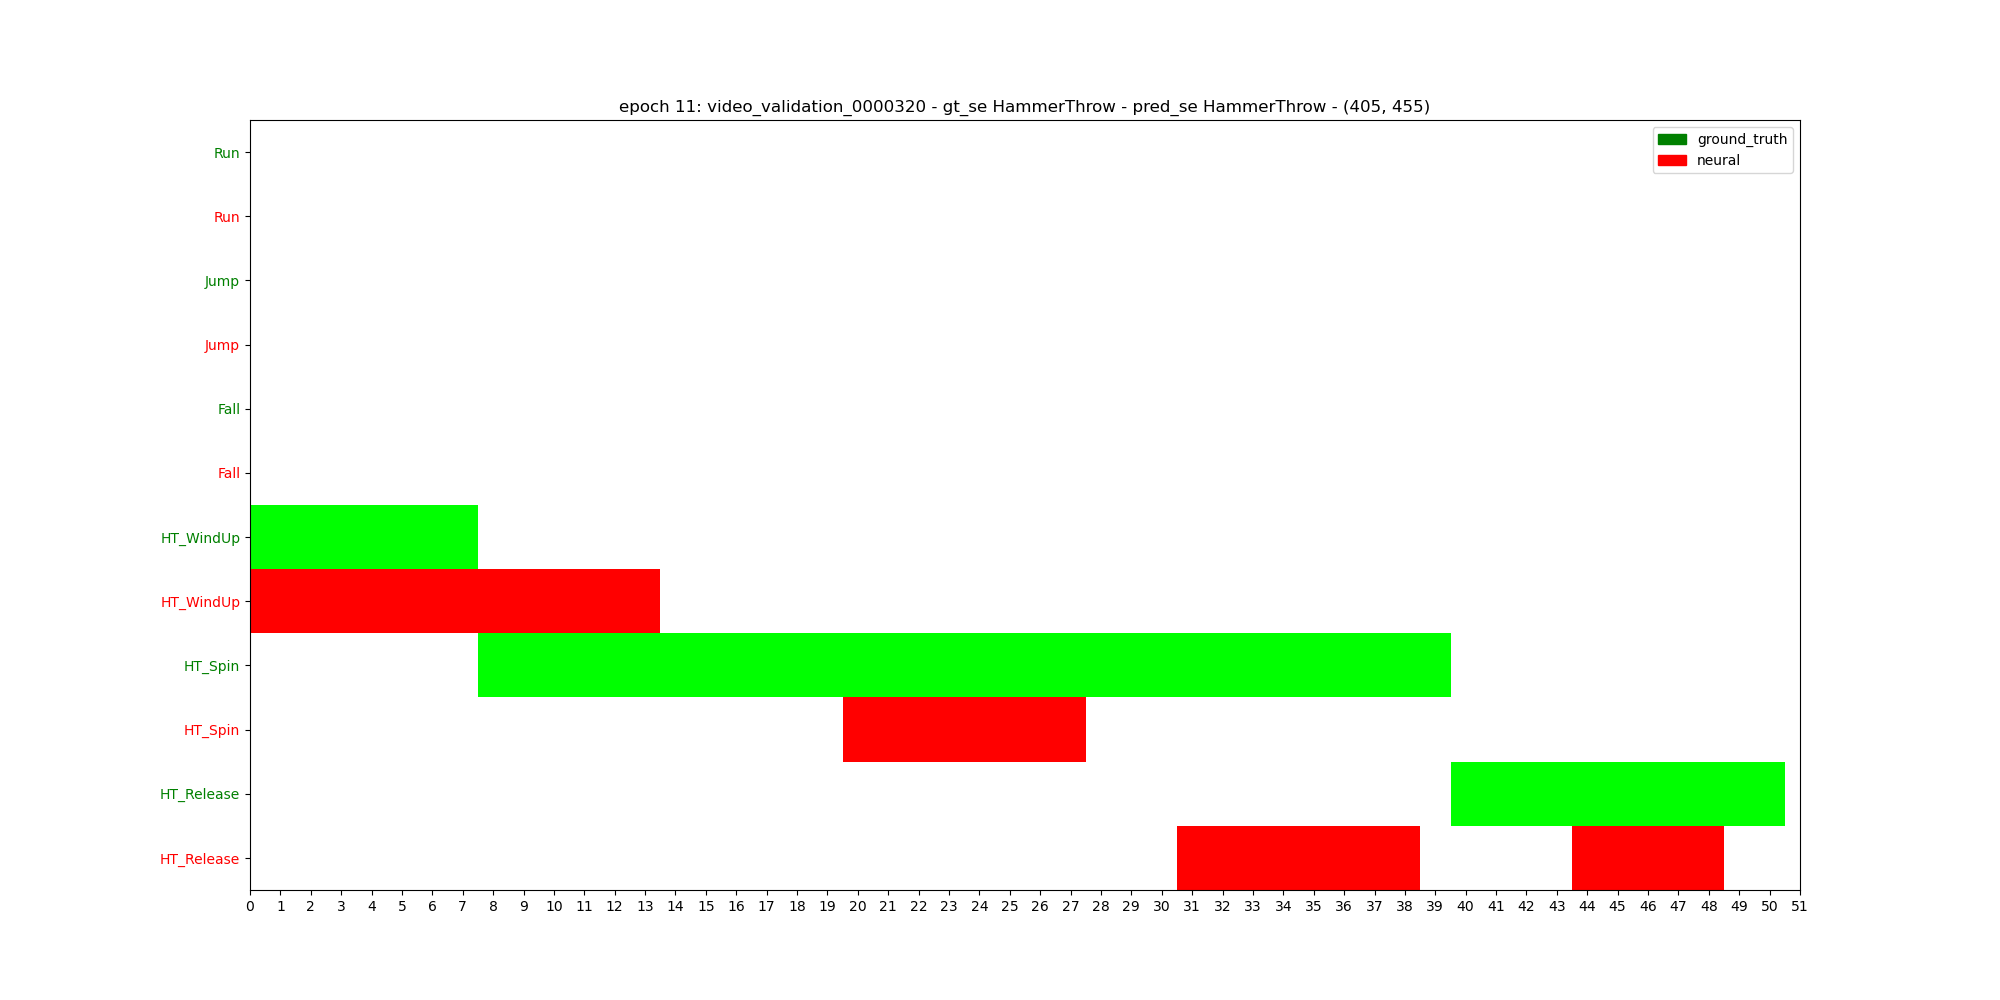 epoch 11: video_validation_0000320 - gt_se HammerThrow - pred_se HammerThrow - (405, 455)
ground_truth
neural
Run
Run
Jump
Jump
Fall
Fall
HT_WindUp
HT_WindUp
HT_Spin
HT_Spin
HT_Release
HT_Release
0 1 2 3 4 5 6 7 8 9 10 11 12 13 14 15 16 17 18 19 20 21 22 23 24 25 26 27 28 29 30 31 32 33 34 35 36 37 38 39 40 41 42 43 44 45 46 47 48 49 50 51